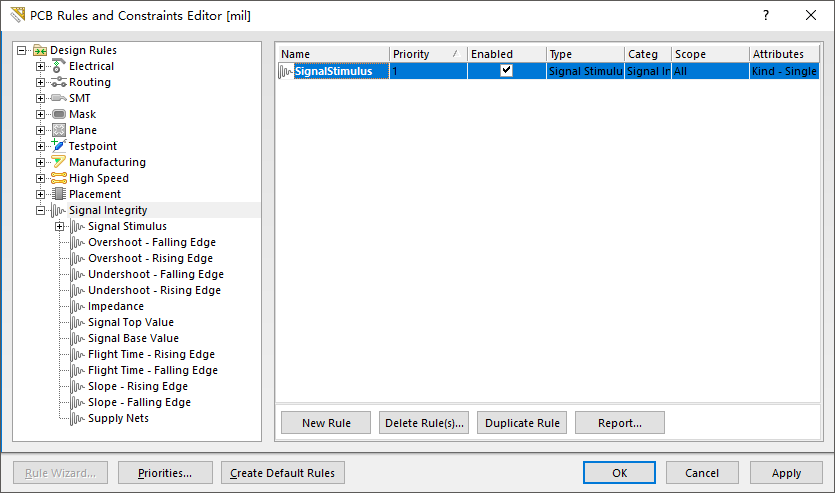 PCB Rules and Constraints Editor [mil]
Design Rules
Electrical
Routing
SMT
Mask
Plane
Testpoint
Manufacturing
High Speed
Placement
Signal Integrity
Signal Stimulus
Overshoot - Falling Edge
Overshoot - Rising Edge
Undershoot - Falling Edge
Undershoot - Rising Edge
Impedance
Signal Top Value
Signal Base Value
Flight Time - Rising Edge
Flight Time - Falling Edge
Slope - Rising Edge
Slope - Falling Edge
Supply Nets
Name Priority Enabled Type Categ Scope Attributes
SignalStimulus 1 Signal Stimulu Signal Ir All Kind - Single
New Rule Delete Rule(s)... Duplicate Rule Report...
Rule Wizard... Priorities... Create Default Rules OK Cancel Apply